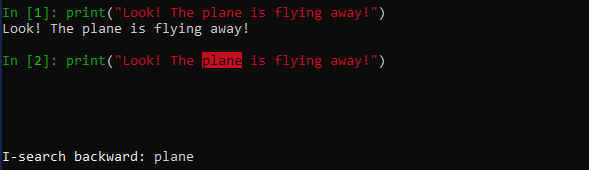 In [1]: print("Look! The plane is flying away!")
Look! The plane is flying away!
In [2]: print("Look! The plane is flying away!")
I-search backward: plane